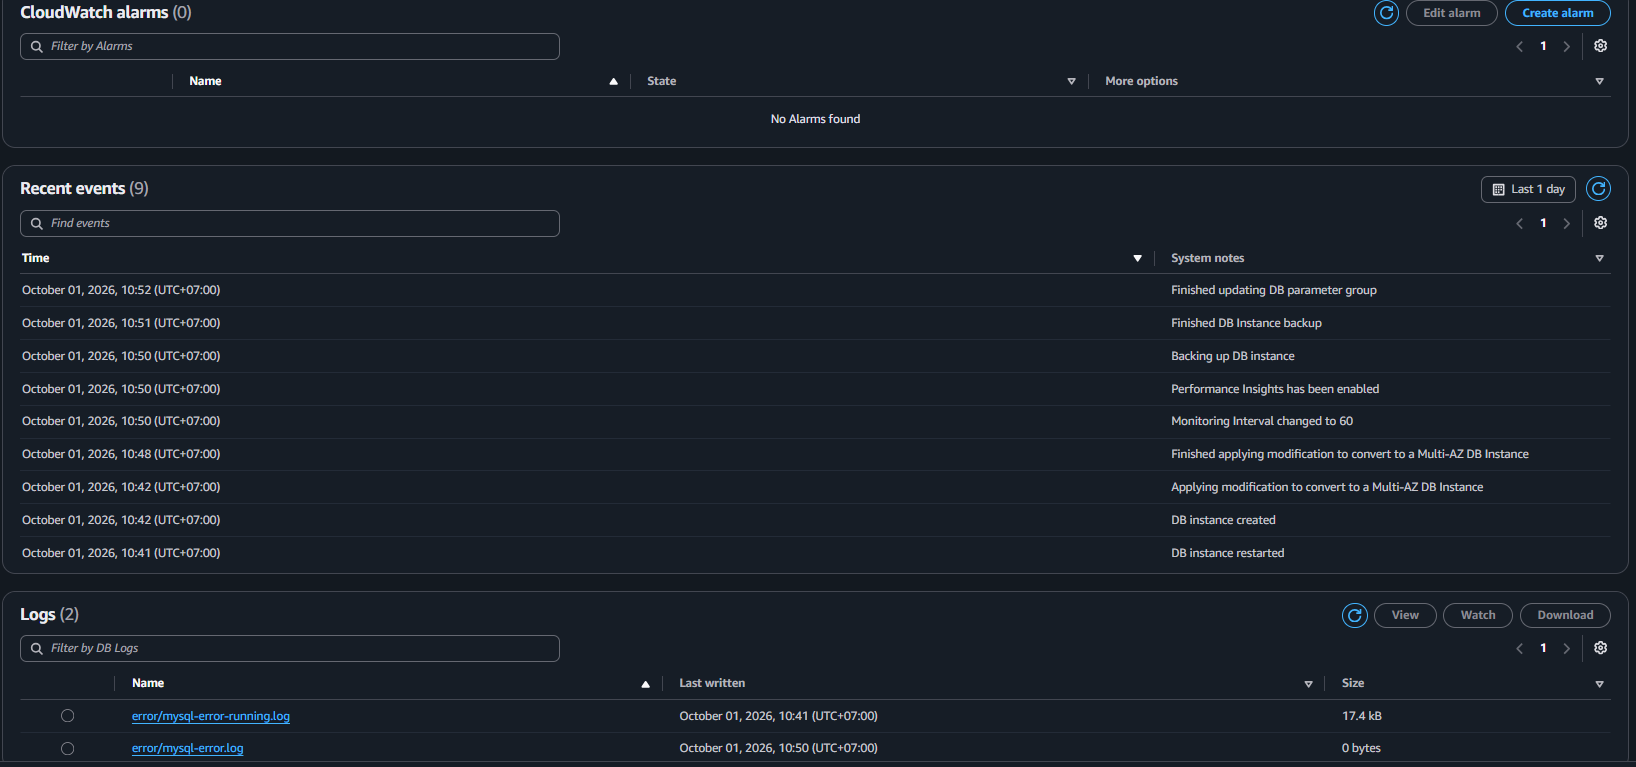 CloudWatch alarms (0)
Edit alarm
Create alarm
Filter by Alarms
1
Name
State
More options
No Alarms found
Recent events (9)
Last 1 day
Find events
1
Time
System notes
October 01, 2026, 10:52 (UTC+07:00)
Finished updating DB parameter group
October 01, 2026, 10:51 (UTC+07:00)
Finished DB Instance backup
October 01, 2026, 10:50 (UTC+07:00)
Backing up DB instance
October 01, 2026, 10:50 (UTC+07:00)
Performance Insights has been enabled
October 01, 2026, 10:50 (UTC+07:00)
Monitoring Interval changed to 60
October 01, 2026, 10:48 (UTC+07:00)
Finished applying modification to convert to a Multi-AZ DB Instance
October 01, 2026, 10:42 (UTC+07:00)
Applying modification to convert to a Multi-AZ DB Instance
October 01, 2026, 10:42 (UTC+07:00)
DB instance created
October 01, 2026, 10:41 (UTC+07:00)
DB instance restarted
Logs (2)
View
Watch
Download
Filter by DB Logs
1
Name
Last written
Size
error/mysql-error-running.log
October 01, 2026, 10:41 (UTC+07:00)
17.4 kB
error/mysql-error.log
October 01, 2026, 10:50 (UTC+07:00)
0 bytes